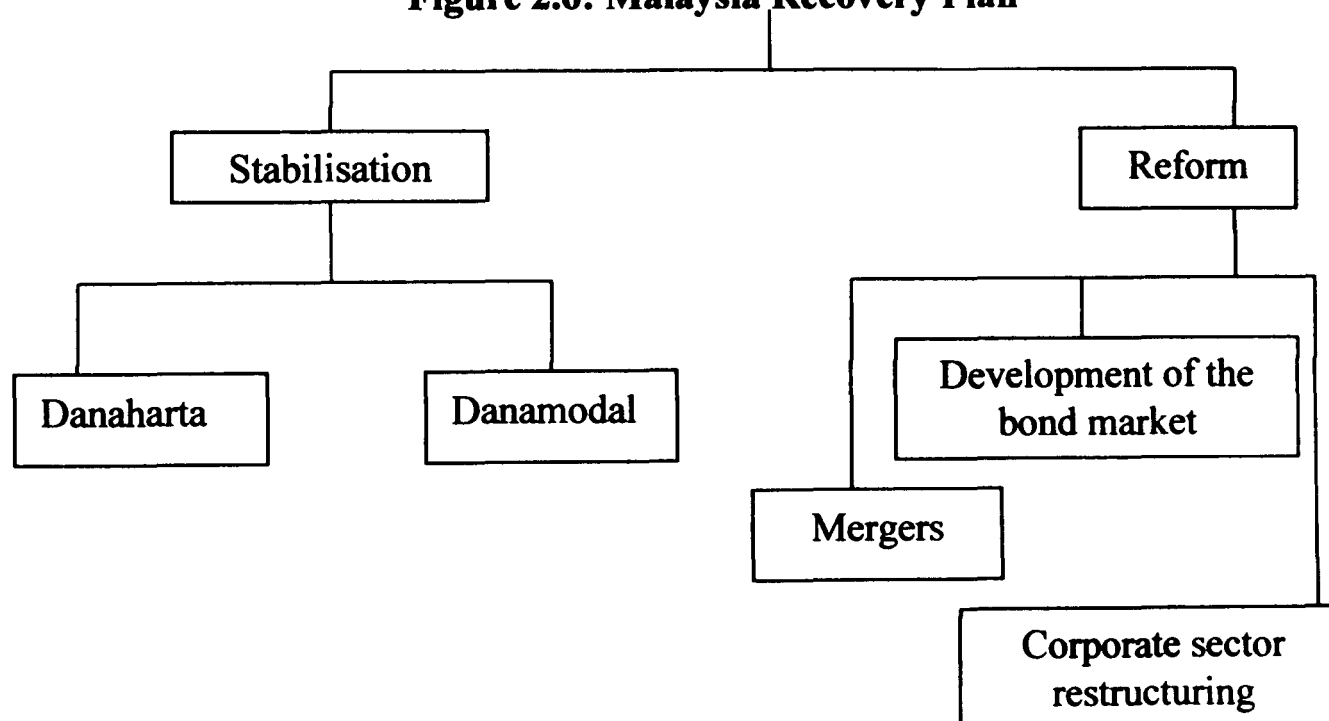 Figure 2.6: Malaysia Recovery Plan
Stabilisation
Reform
Danaharta
Danamodal
Development of the
bond market
Mergers
Corporate sector
restructuring